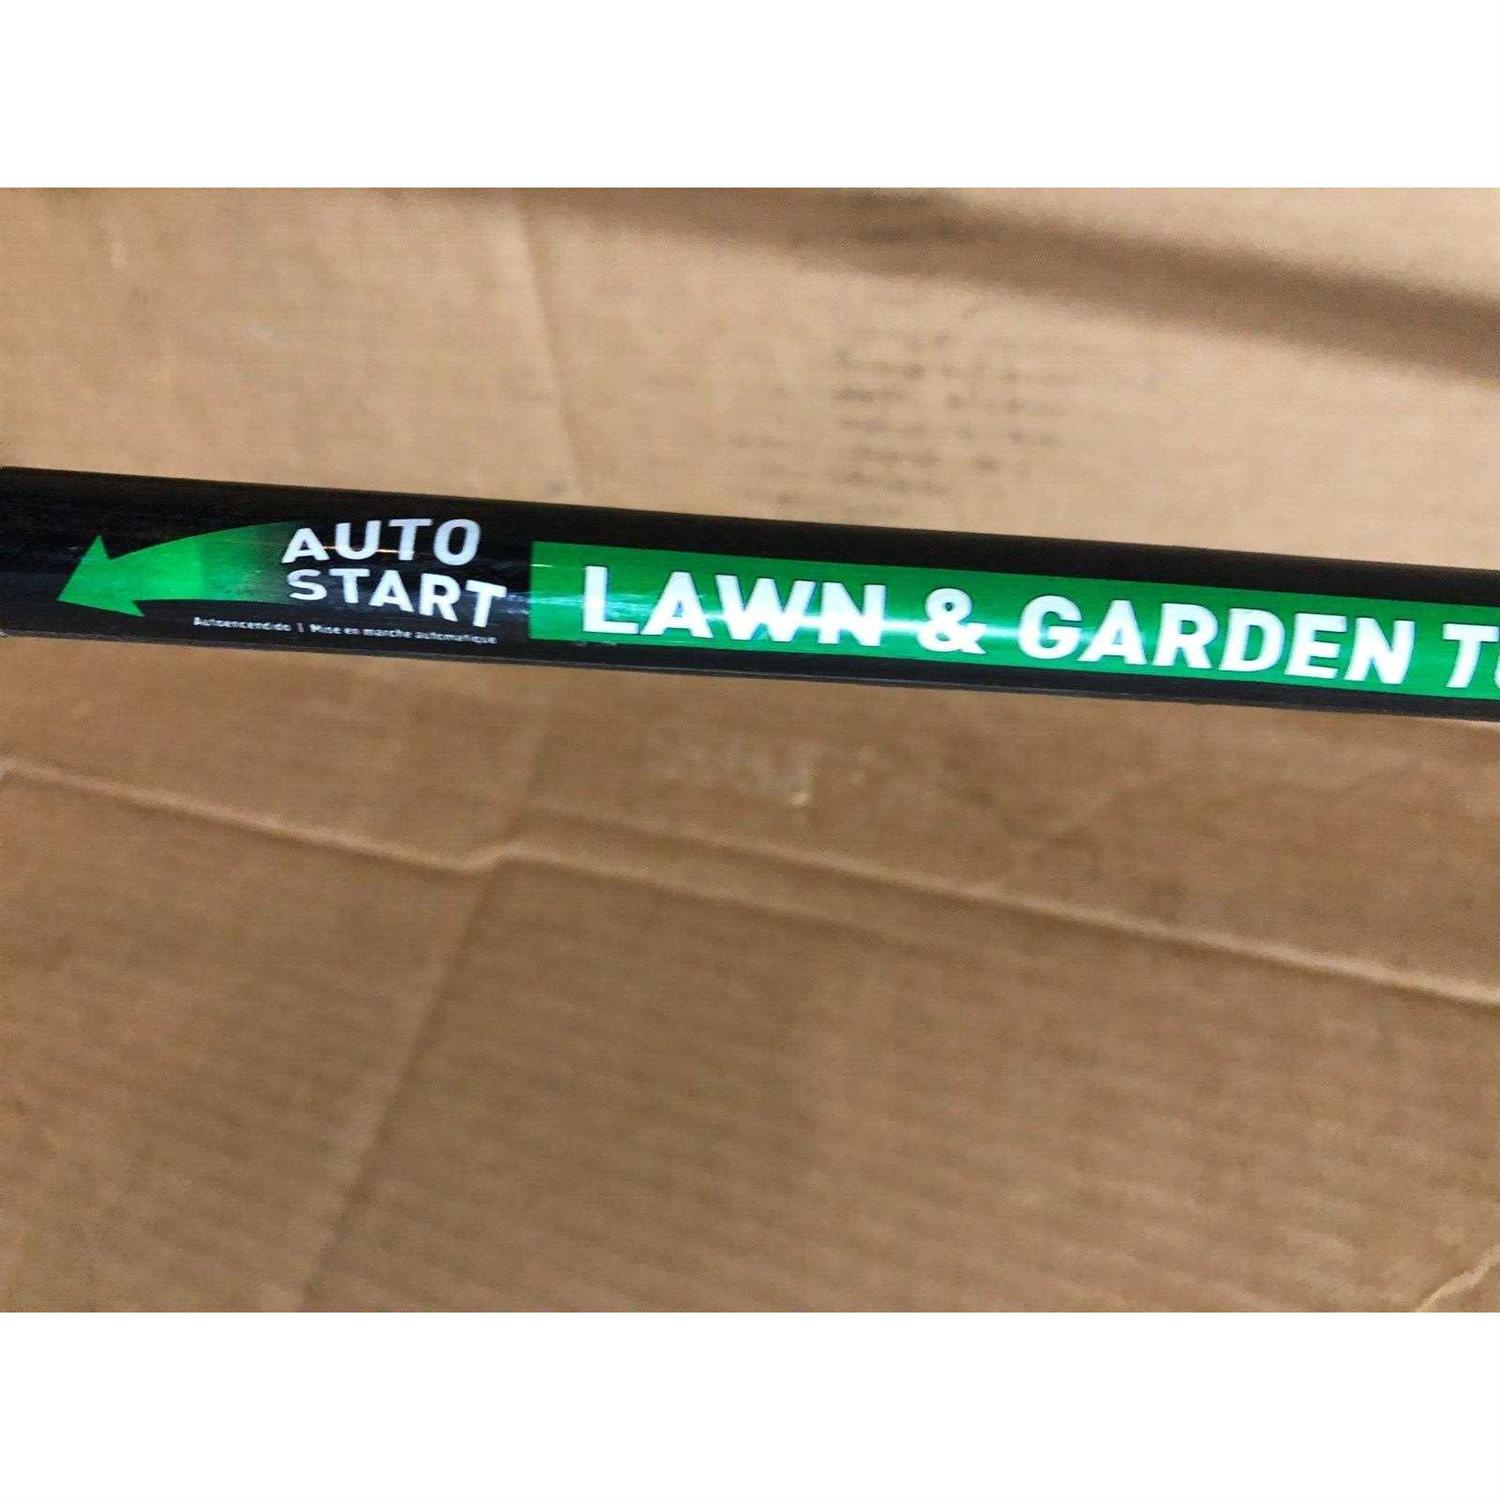 AUTO
START
Autoencendido | Mise en marche automatique
LAWN & GARDEN